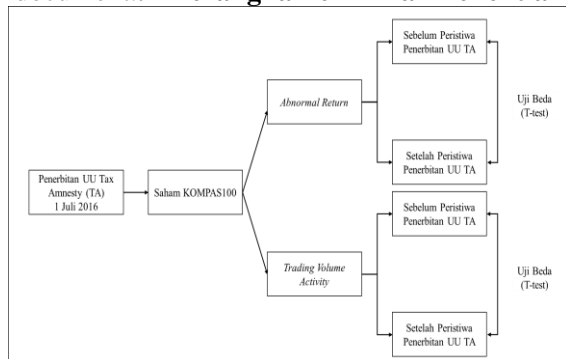 Sebelum Peristiwa
Penerbitan UU TA
Abnormal Return
Uji Beda
(T-test)
Setelah Peristiwa
Penerbitan UU TA
Penerbitan UU Tax
Amnesty (TA)
1 Juli 2016
Saham KOMPAS100
Sebelum Peristiwa
Penerbitan UU TA
Trading Volume
Activity
Uji Beda
(T-test)
Setelah Peristiwa
Penerbitan UU TA